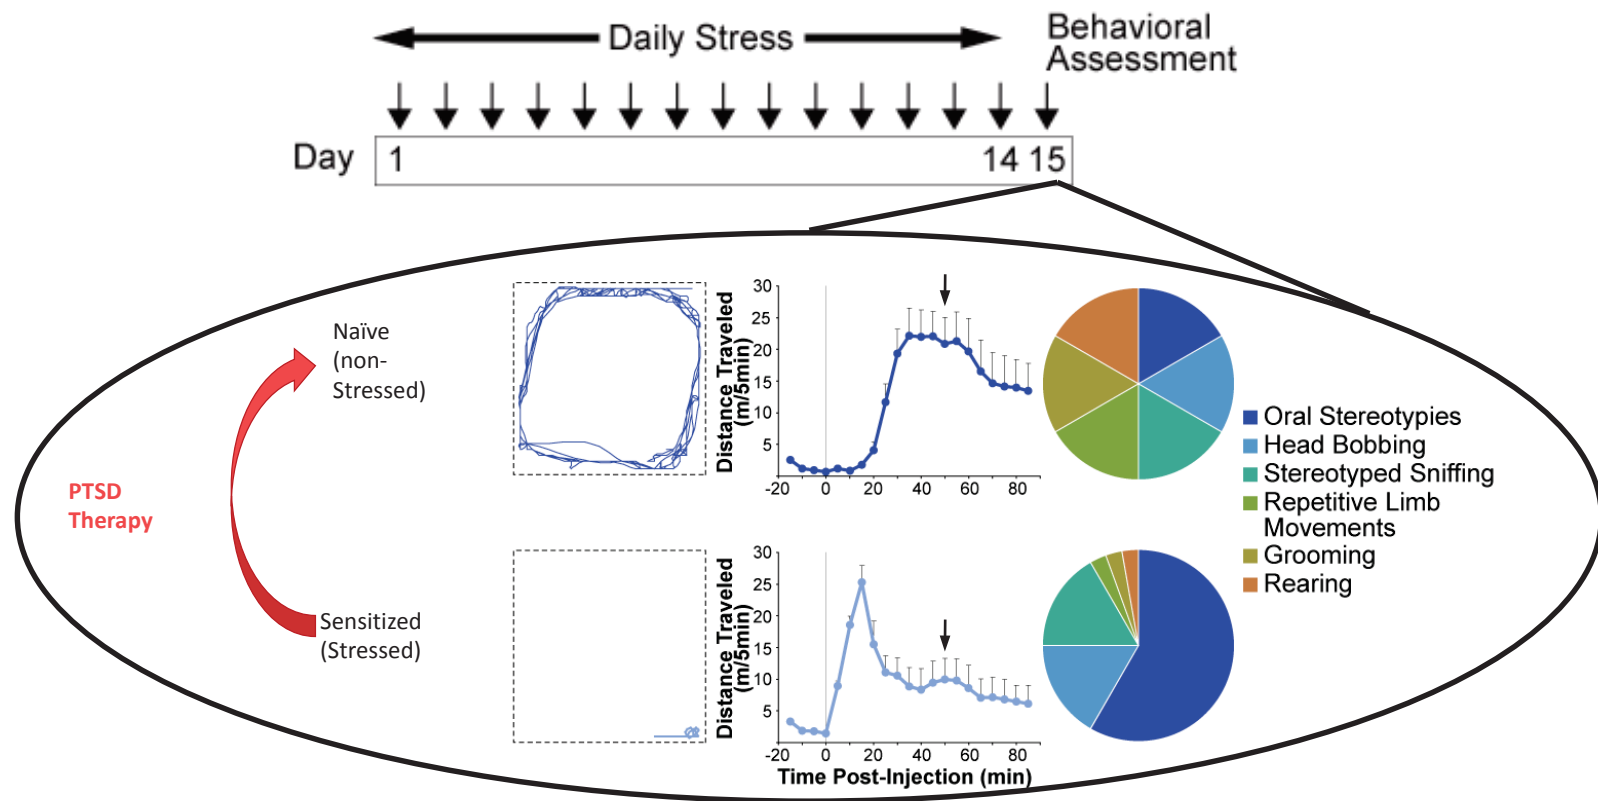 Daily Stress
Behavioral
Assessment
Day
1
14 15
Naïve
(non-
Stressed)
PTSD
Therapy
Sensitized
(Stressed)
Distance Traveled
(m/5min)
30
25
20
15
10
5
-20 0 20 40 60 80
Oral Stereotypies
Head Bobbing
Stereotyped Sniffing
Repetitive Limb
Movements
Grooming
Rearing
Distance Traveled
(m/5min)
30
25
20
15
10
5
-20 0 20 40 60 80
Time Post-Injection (min)